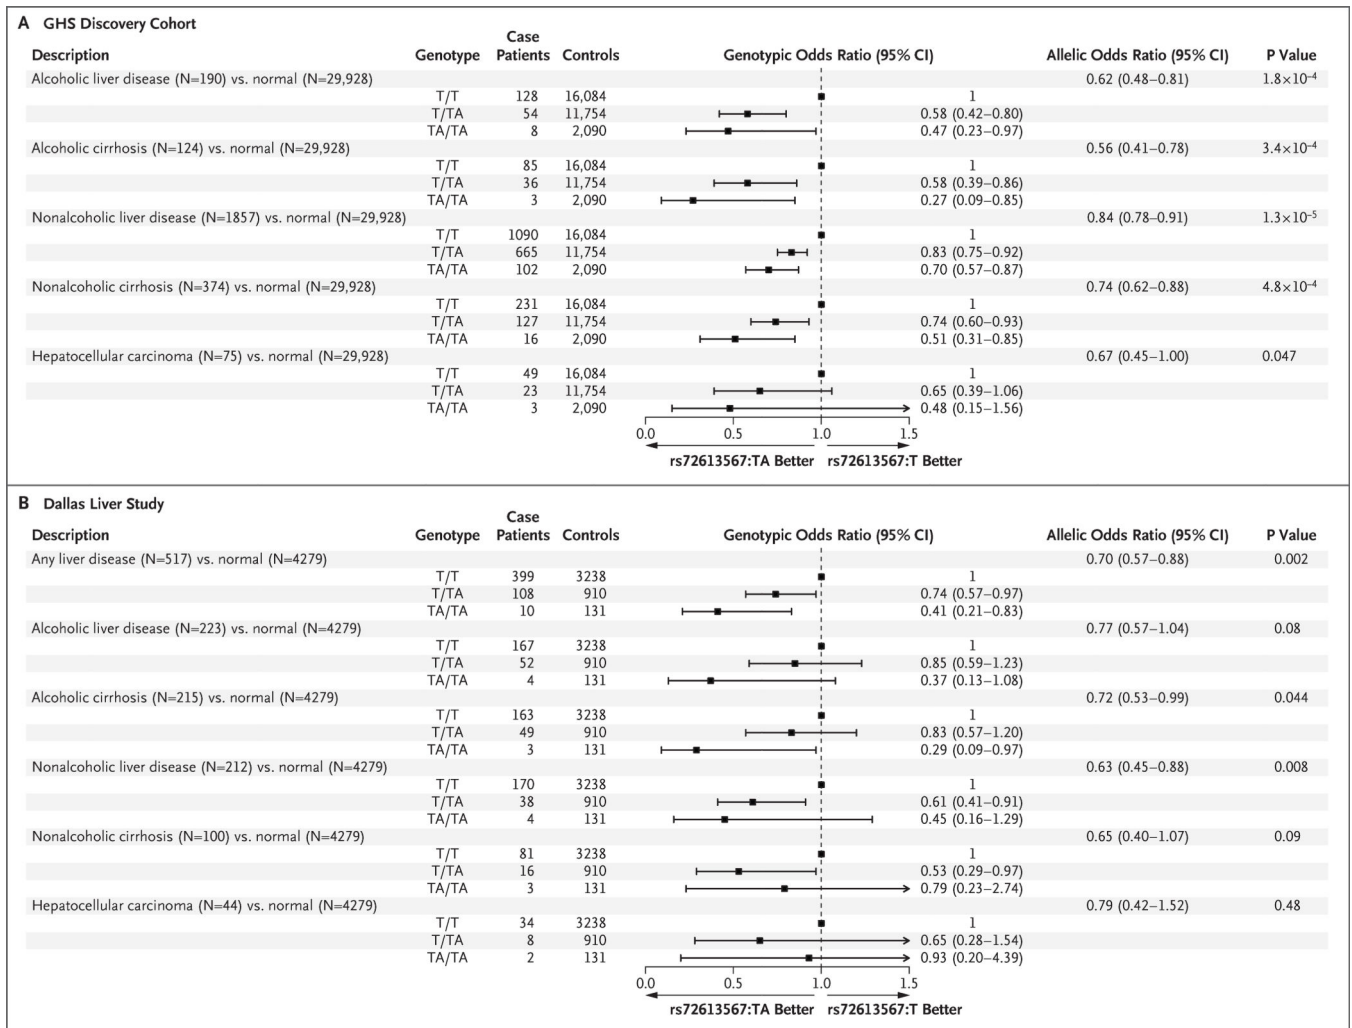 A GHS Discovery Cohort
Description Genotype Case Patients Controls Genotypic Odds Ratio (95% CI) Allelic Odds Ratio (95% CI) P Value
Alcoholic liver disease (N=190) vs. normal (N=29,928) 0.62 (0.48–0.81) 1.8×10⁻⁴
T/T 128 16,084 1
T/TA 54 11,754 0.58 (0.42–0.80)
TA/TA 8 2,090 0.47 (0.23–0.97)
Alcoholic cirrhosis (N=124) vs. normal (N=29,928) 0.56 (0.41–0.78) 3.4×10⁻⁴
T/T 85 16,084 1
T/TA 36 11,754 0.58 (0.39–0.86)
TA/TA 3 2,090 0.27 (0.09–0.85)
Nonalcoholic liver disease (N=1857) vs. normal (N=29,928) 0.84 (0.78–0.91) 1.3×10⁻⁵
T/T 1090 16,084 1
T/TA 665 11,754 0.83 (0.75–0.92)
TA/TA 102 2,090 0.70 (0.57–0.87)
Nonalcoholic cirrhosis (N=374) vs. normal (N=29,928) 0.74 (0.62–0.88) 4.8×10⁻⁴
T/T 231 16,084 1
T/TA 127 11,754 0.74 (0.60–0.93)
TA/TA 16 2,090 0.51 (0.31–0.85)
Hepatocellular carcinoma (N=75) vs. normal (N=29,928) 0.67 (0.45–1.00) 0.047
T/T 49 16,084 1
T/TA 23 11,754 0.65 (0.39–1.06)
TA/TA 3 2,090 0.48 (0.15–1.56)
0.0 0.5 1.0 1.5
rs72613567:TA Better rs72613567:T Better
B Dallas Liver Study
Description Genotype Case Patients Controls Genotypic Odds Ratio (95% CI) Allelic Odds Ratio (95% CI) P Value
Any liver disease (N=517) vs. normal (N=4279) 0.70 (0.57–0.88) 0.002
T/T 399 3238 1
T/TA 108 910 0.74 (0.57–0.97)
TA/TA 10 131 0.41 (0.21–0.83)
Alcoholic liver disease (N=223) vs. normal (N=4279) 0.77 (0.57–1.04) 0.08
T/T 167 3238 1
T/TA 52 910 0.85 (0.59–1.23)
TA/TA 4 131 0.37 (0.13–1.08)
Alcoholic cirrhosis (N=215) vs. normal (N=4279) 0.72 (0.53–0.99) 0.044
T/T 163 3238 1
T/TA 49 910 0.83 (0.57–1.20)
TA/TA 3 131 0.29 (0.09–0.97)
Nonalcoholic liver disease (N=212) vs. normal (N=4279) 0.63 (0.45–0.88) 0.008
T/T 170 3238 1
T/TA 38 910 0.61 (0.41–0.91)
TA/TA 4 131 0.45 (0.16–1.29)
Nonalcoholic cirrhosis (N=100) vs. normal (N=4279) 0.65 (0.40–1.07) 0.09
T/T 81 3238 1
T/TA 16 910 0.53 (0.29–0.97)
TA/TA 3 131 0.79 (0.23–2.74)
Hepatocellular carcinoma (N=44) vs. normal (N=4279) 0.79 (0.42–1.52) 0.48
T/T 34 3238 1
T/TA 8 910 0.65 (0.28–1.54)
TA/TA 2 131 0.93 (0.20–4.39)
0.0 0.5 1.0 1.5
rs72613567:TA Better rs72613567:T Better